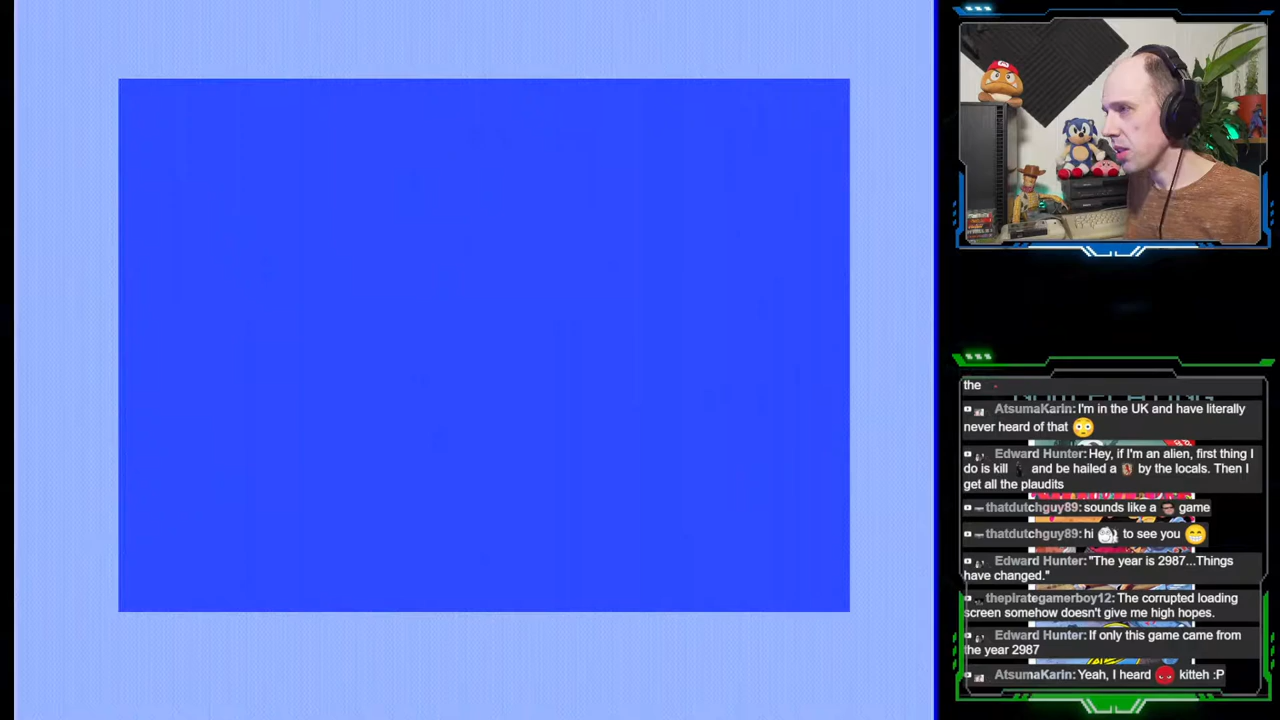 the
AtsumaKarin: I'm in the UK and have literally
never heard of that
Edward Hunter: Hey, if I'm an alien, first thing I
do is kill and be hailed a by the locals. Then I
get all the plaudits
thatdutchguy89: sounds like a game
thatdutchguy89: hi to see you
Edward Hunter: "The year is 2987...Things
have changed."
thepirategamerboy12: The corrupted loading
screen somehow doesn't give me high hopes.
Edward Hunter: If only this game came from
the year 2987
AtsumaKarin: Yeah, I heard kitteh :P